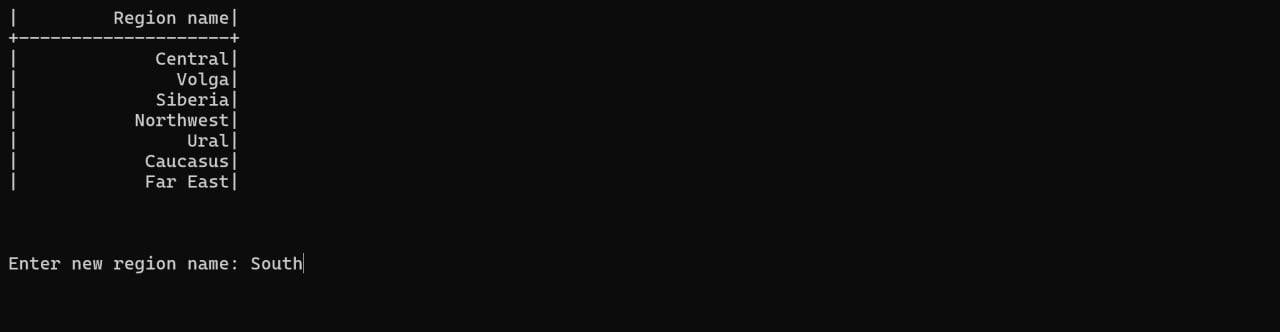 |         Region name|
+--------------------+
|             Central|
|               Volga|
|             Siberia|
|           Northwest|
|                Ural|
|            Caucasus|
|            Far East|
Enter new region name: South